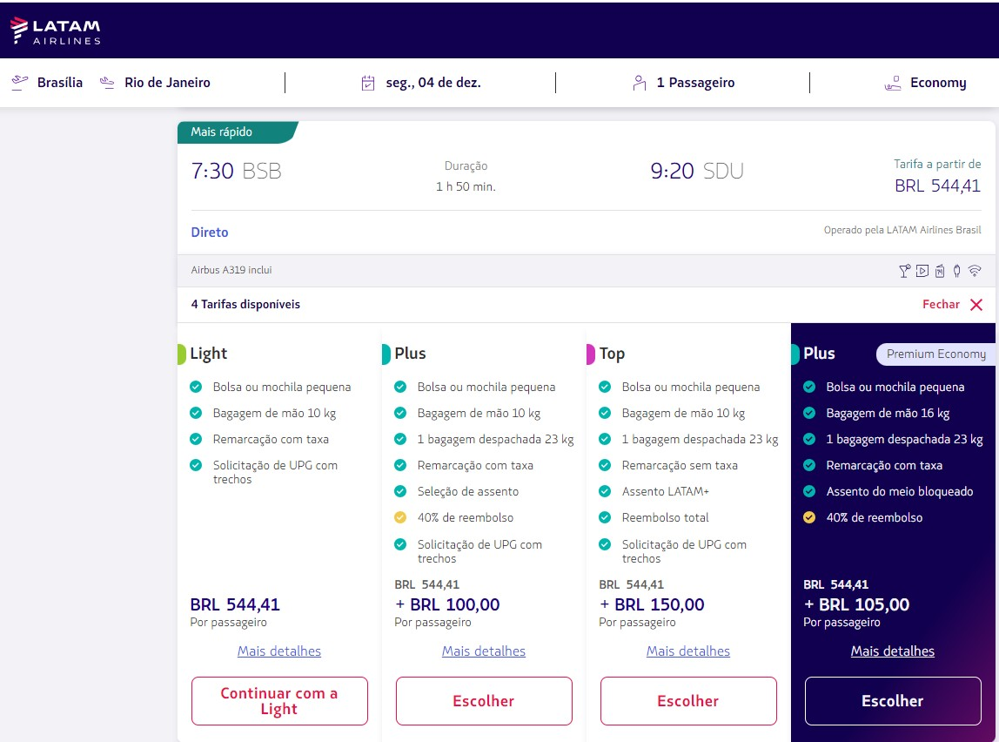 LATAM
AIRLINES
Brasília Rio de Janeiro seg., 04 de dez. 1 Passageiro Economy
Mais rápido
7:30 BSB
Duração
1 h 50 min.
9:20 SDU
Tarifa a partir de
BRL 544,41
Direto
Operado pela LATAM Airlines Brasil
Airbus A319 inclui
4 Tarifas disponíveis
Fechar
Light
Bolsa ou mochila pequena
Bagagem de mão 10 kg
Remarcação com taxa
Solicitação de UPG com
trechos
BRL 544,41
Por passageiro
Mais detalhes
Continuar com a
Light
Plus
Bolsa ou mochila pequena
Bagagem de mão 10 kg
1 bagagem despachada 23 kg
Remarcação com taxa
Seleção de assento
40% de reembolso
Solicitação de UPG com
trechos
BRL 544,41
+ BRL 100,00
Por passageiro
Mais detalhes
Escolher
Top
Bolsa ou mochila pequena
Bagagem de mão 10 kg
1 bagagem despachada 23 kg
Remarcação sem taxa
Assento LATAM+
Reembolso total
Solicitação de UPG com
trechos
BRL 544,41
+ BRL 150,00
Por passageiro
Mais detalhes
Escolher
Plus
Premium Economy
Bolsa ou mochila pequena
Bagagem de mão 16 kg
1 bagagem despachada 23 kg
Remarcação com taxa
Assento do meio bloqueado
40% de reembolso
BRL 544,41
+ BRL 105,00
Por passageiro
Mais detalhes
Escolher